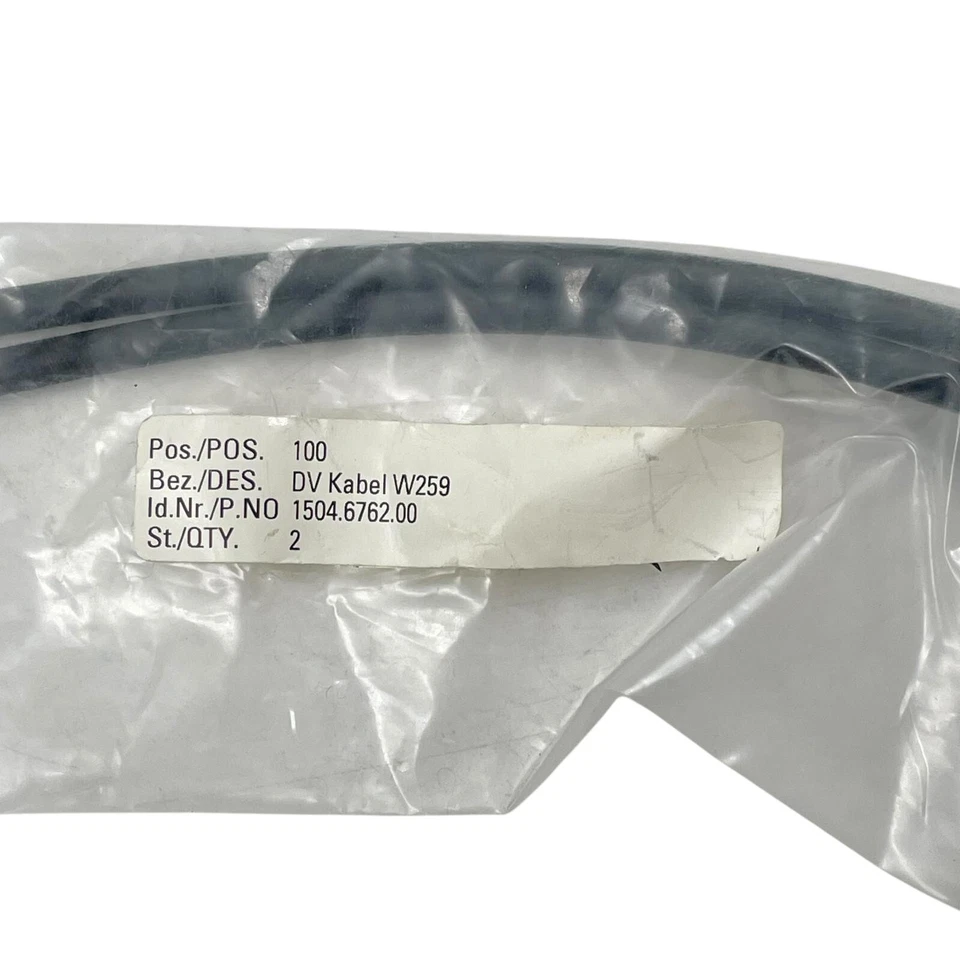 Pos./POS. 100
Bez./DES. DV Kabel W259
Id.Nr./P.NO 1504.6762.00
St./QTY. 2